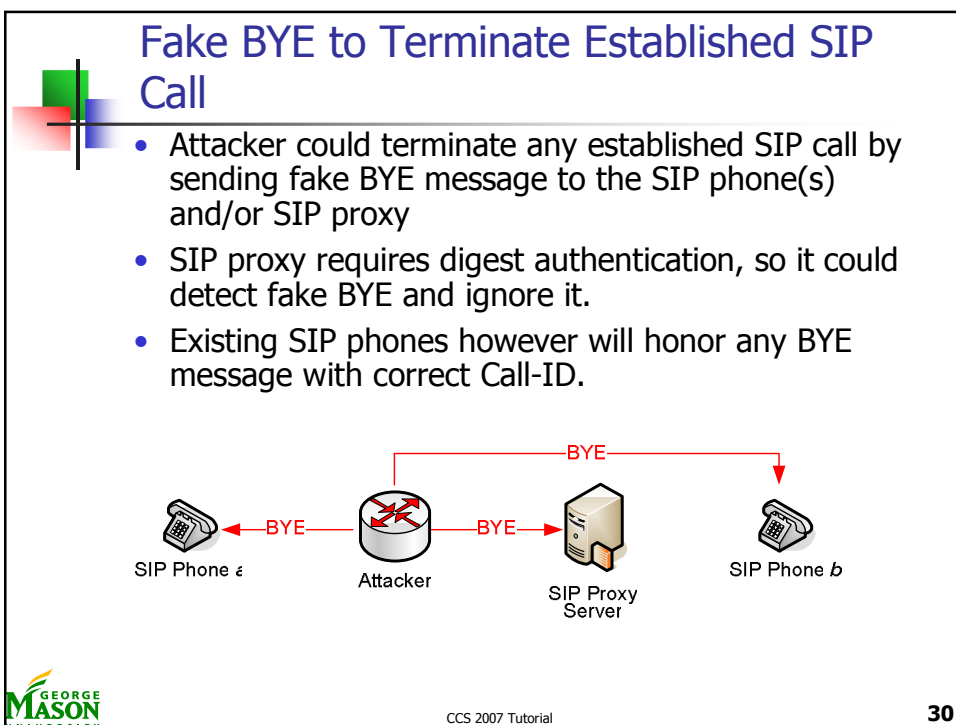 Fake BYE to Terminate Established SIP
Call
• Attacker could terminate any established SIP call by
sending fake BYE message to the SIP phone(s)
and/or SIP proxy
• SIP proxy requires digest authentication, so it could
detect fake BYE and ignore it.
• Existing SIP phones however will honor any BYE
message with correct Call-ID.
BYE
BYE
BYE
SIP Phone a
Attacker
SIP Proxy
Server
SIP Phone b
GEORGE
MASON
CCS 2007 Tutorial
30